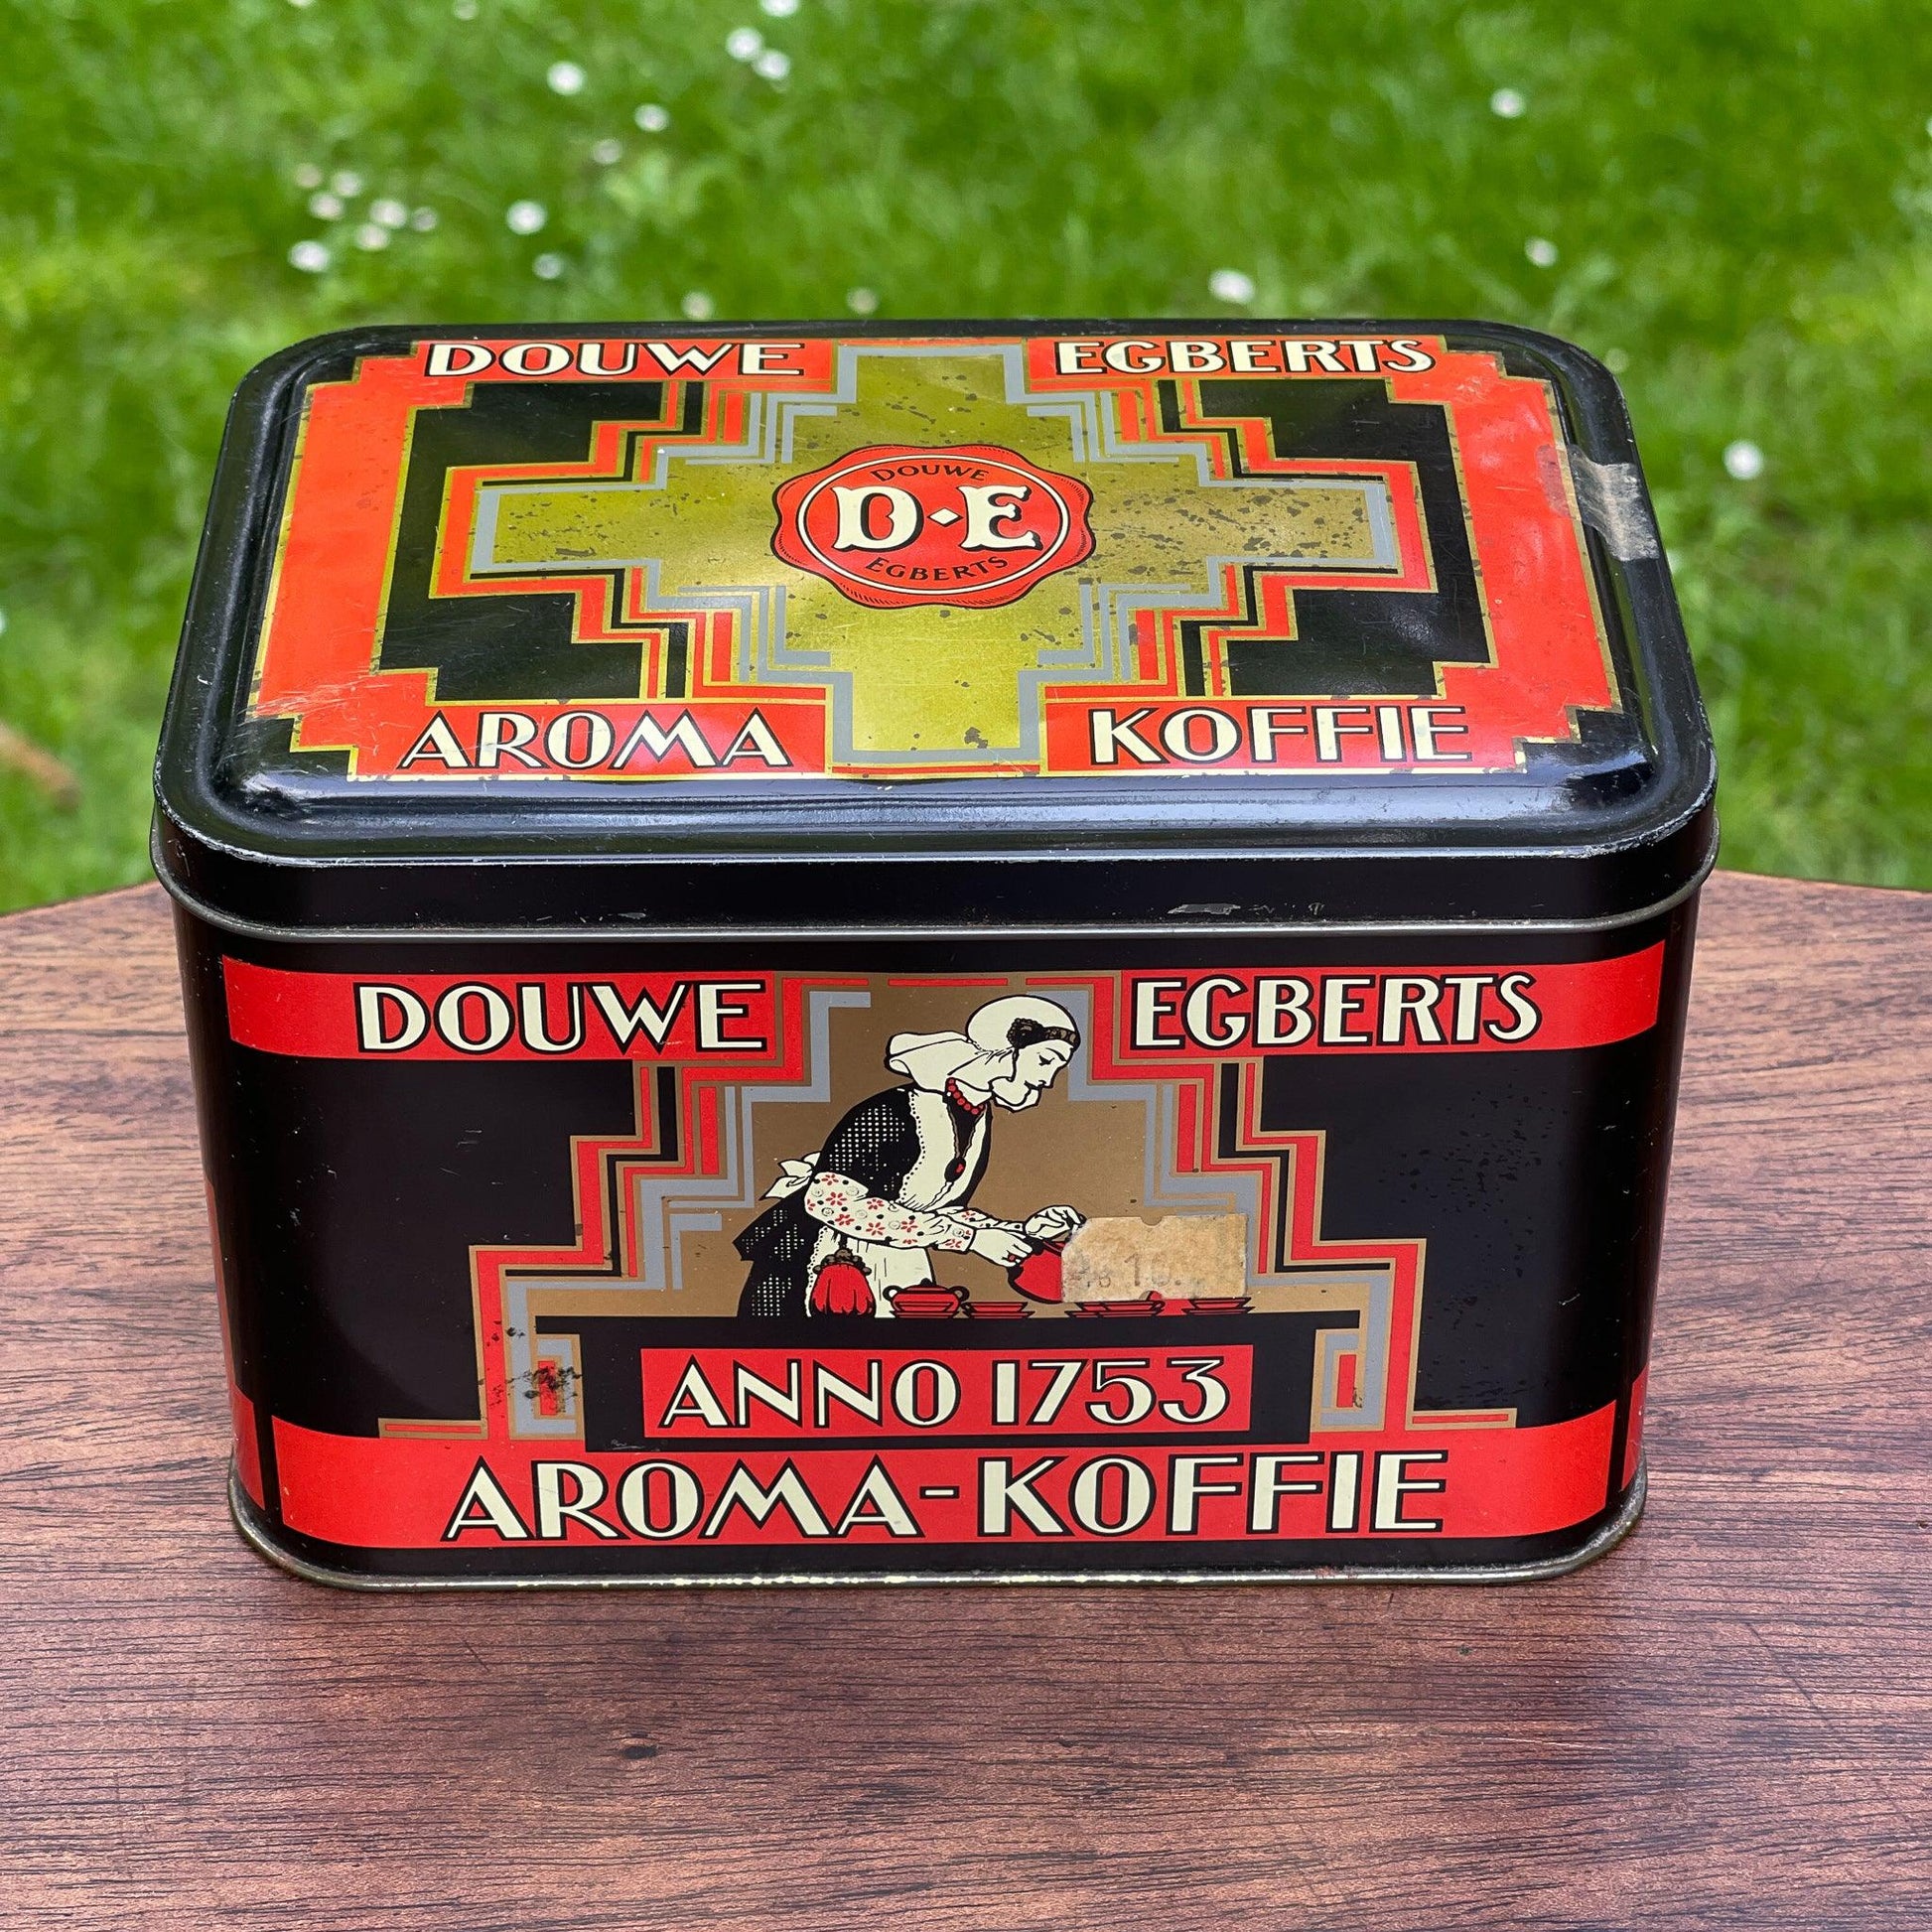 DOUWE EGBERTS
DOUWE
D·E
EGBERTS
AROMA KOFFIE
DOUWE EGBERTS
ANNO 1753
AROMA-KOFFIE